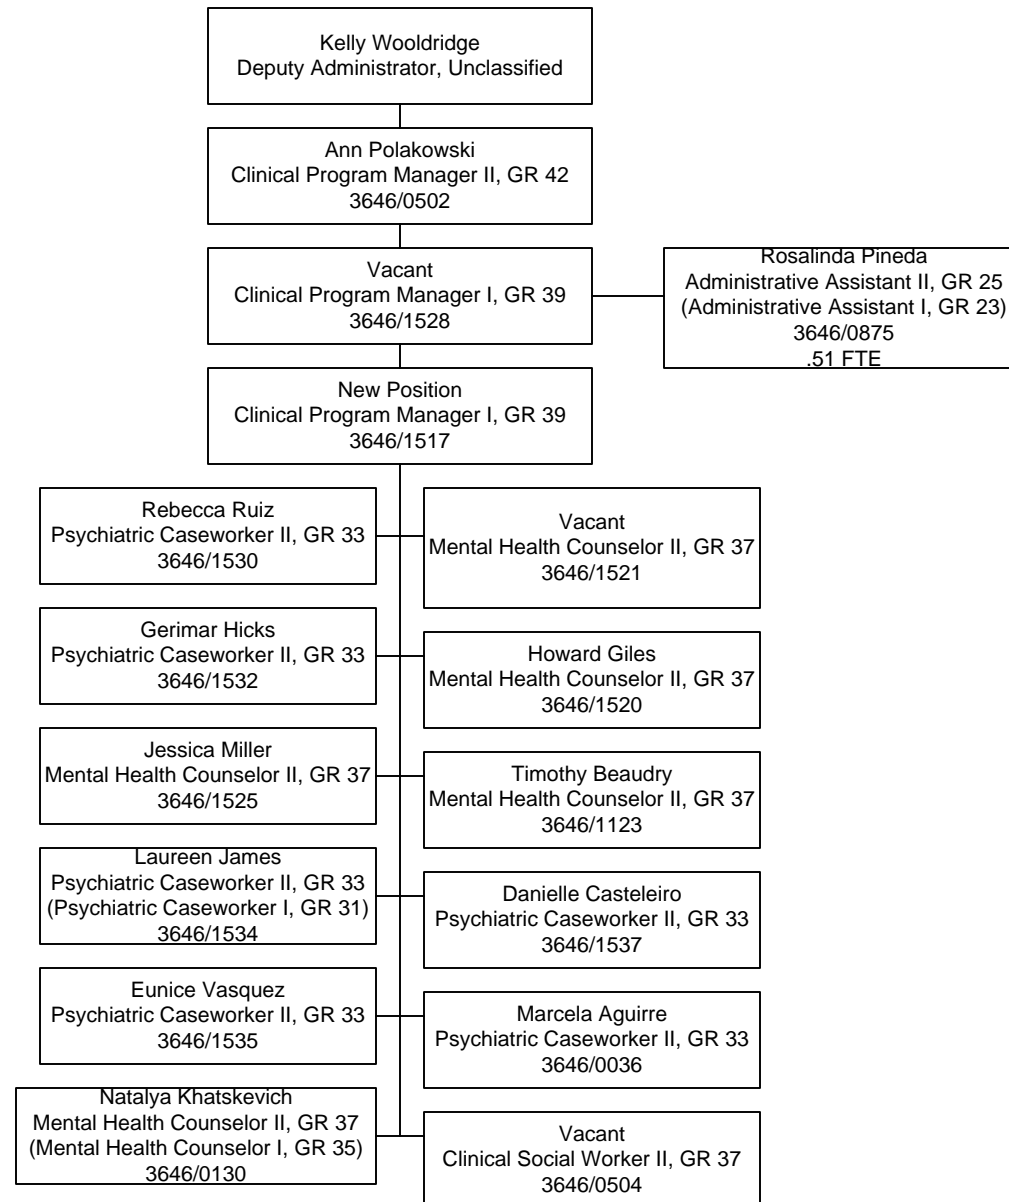 Kelly Wooldridge
Deputy Administrator, Unclassified
Ann Polakowski
Clinical Program Manager II, GR 42
3646/0502
Vacant
Clinical Program Manager I, GR 39
3646/1528
Rosalinda Pineda
Administrative Assistant II, GR 25
(Administrative Assistant I, GR 23)
3646/0875
.51 FTE
New Position
Clinical Program Manager I, GR 39
3646/1517
Rebecca Ruiz
Psychiatric Caseworker II, GR 33
3646/1530
Vacant
Mental Health Counselor II, GR 37
3646/1521
Gerimar Hicks
Psychiatric Caseworker II, GR 33
3646/1532
Howard Giles
Mental Health Counselor II, GR 37
3646/1520
Jessica Miller
Mental Health Counselor II, GR 37
3646/1525
Timothy Beaudry
Mental Health Counselor II, GR 37
3646/1123
Laureen James
Psychiatric Caseworker II, GR 33
(Psychiatric Caseworker I, GR 31)
3646/1534
Danielle Casteleiro
Psychiatric Caseworker II, GR 33
3646/1537
Eunice Vasquez
Psychiatric Caseworker II, GR 33
3646/1535
Marcela Aguirre
Psychiatric Caseworker II, GR 33
3646/0036
Natalya Khatskevich
Mental Health Counselor II, GR 37
(Mental Health Counselor I, GR 35)
3646/0130
Vacant
Clinical Social Worker II, GR 37
3646/0504